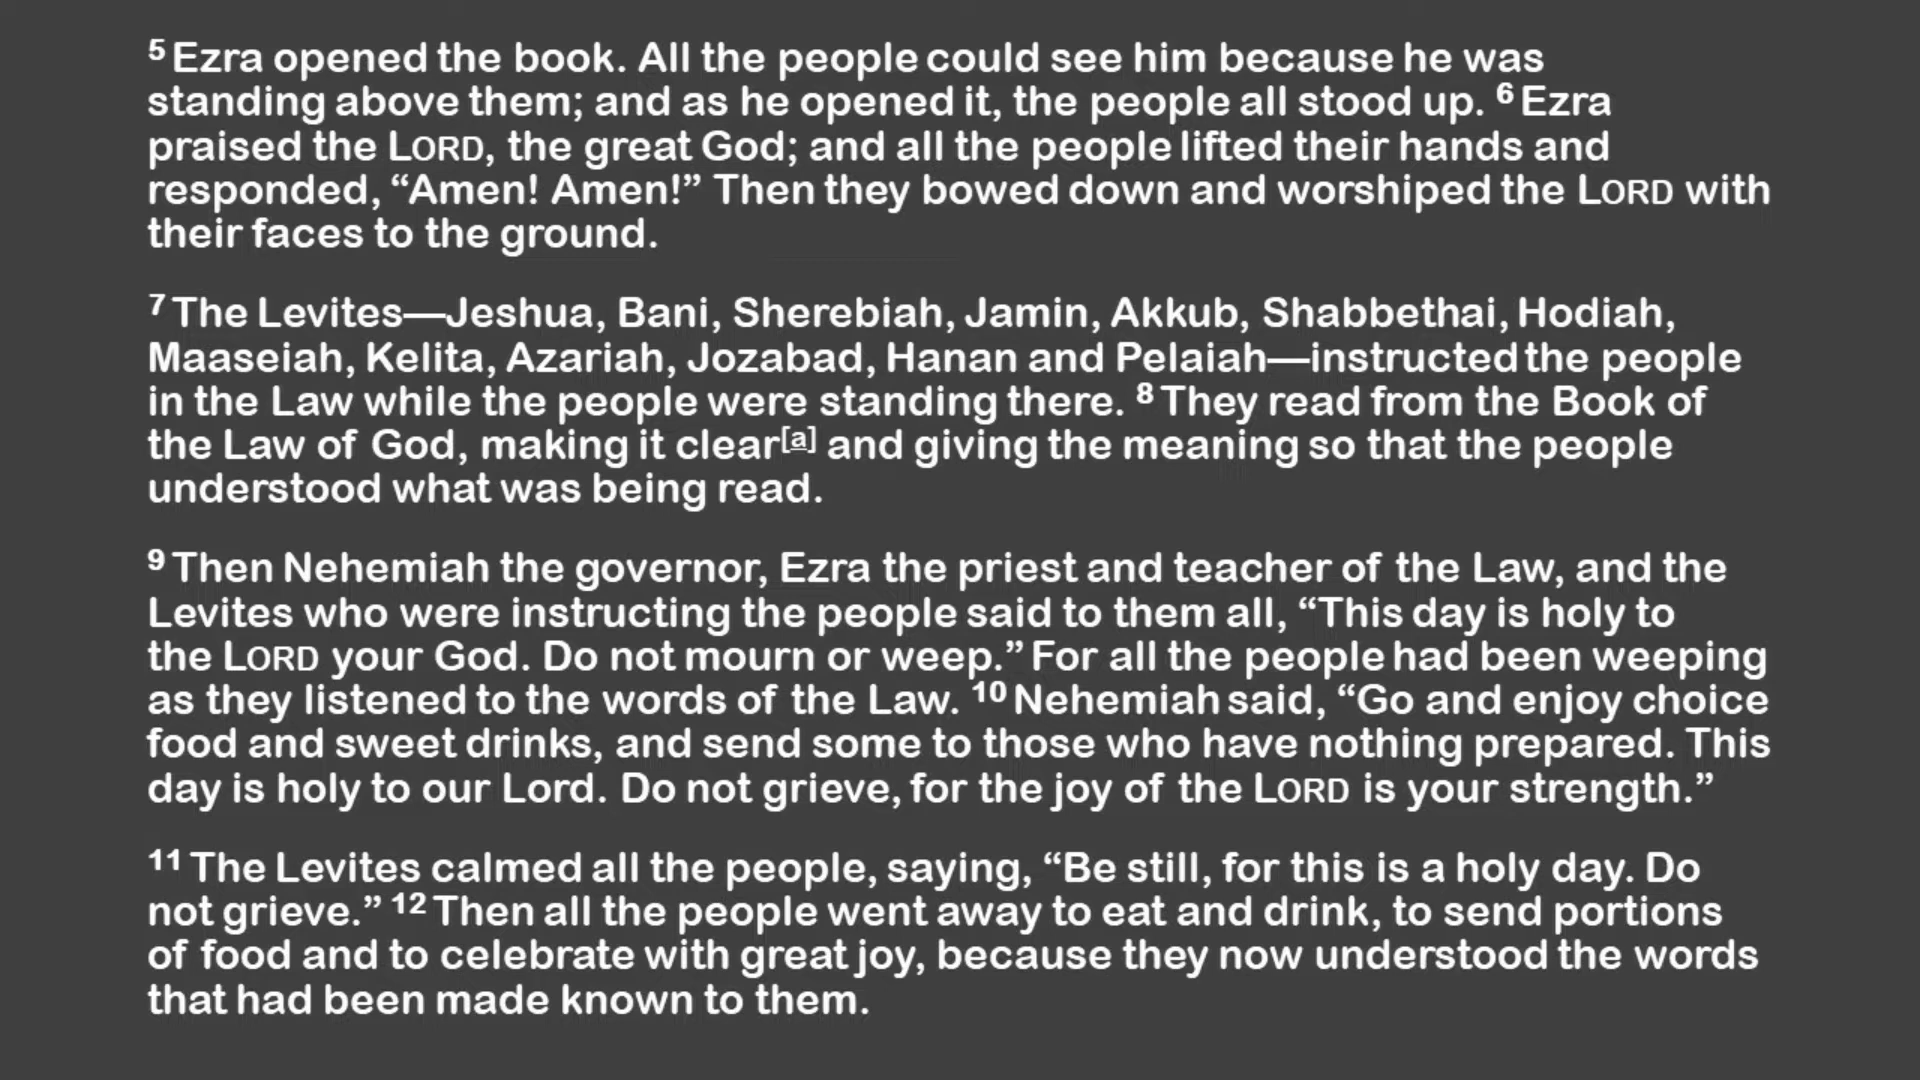 5 Ezra opened the book. All the people could see him because he was
standing above them; and as he opened it, the people all stood up. 6 Ezra
praised the LORD, the great God; and all the people lifted their hands and
responded, “Amen! Amen!” Then they bowed down and worshiped the LORD with
their faces to the ground.
7 The Levites—Jeshua, Bani, Sherebiah, Jamin, Akkub, Shabbethai, Hodiah,
Maaseiah, Kelita, Azariah, Jozabad, Hanan and Pelaiah—instructed the people
in the Law while the people were standing there. 8 They read from the Book of
the Law of God, making it clear[a] and giving the meaning so that the people
understood what was being read.
9 Then Nehemiah the governor, Ezra the priest and teacher of the Law, and the
Levites who were instructing the people said to them all, “This day is holy to
the LORD your God. Do not mourn or weep.” For all the people had been weeping
as they listened to the words of the Law. 10 Nehemiah said, “Go and enjoy choice
food and sweet drinks, and send some to those who have nothing prepared. This
day is holy to our Lord. Do not grieve, for the joy of the LORD is your strength.”
11 The Levites calmed all the people, saying, “Be still, for this is a holy day. Do
not grieve.” 12 Then all the people went away to eat and drink, to send portions
of food and to celebrate with great joy, because they now understood the words
that had been made known to them.